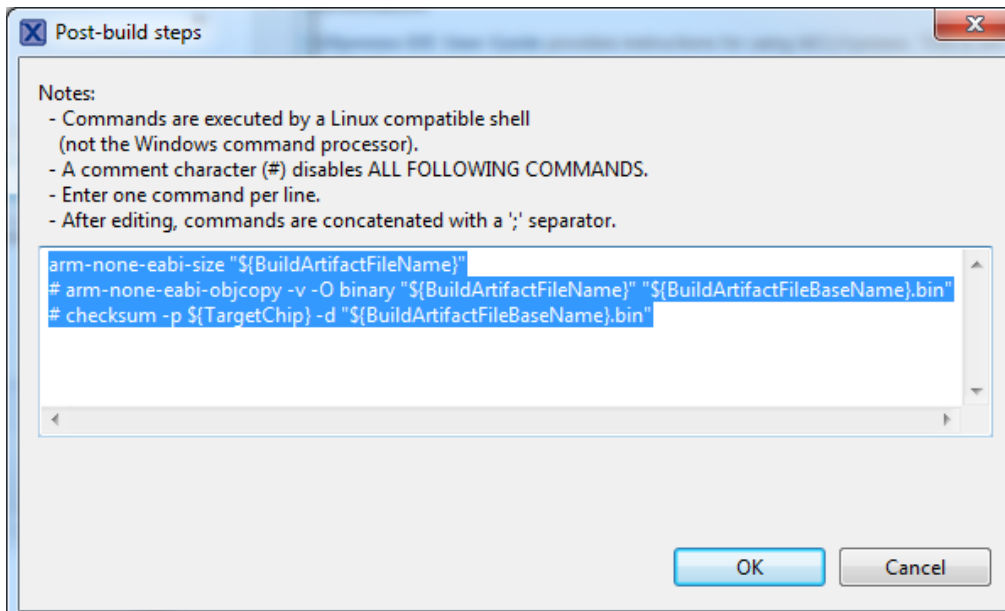 Post-build steps
Notes:
- Commands are executed by a Linux compatible shell
(not the Windows command processor).
- A comment character (#) disables ALL FOLLOWING COMMANDS.
- Enter one command per line.
- After editing, commands are concatenated with a ';' separator.
arm-none-eabi-size "${BuildArtifactFileName}"
# arm-none-eabi-objcopy -v -O binary "${BuildArtifactFileName}" "${BuildArtifactFileBaseName}.bin"
# checksum -p ${TargetChip} -d "${BuildArtifactFileBaseName}.bin"
OK Cancel